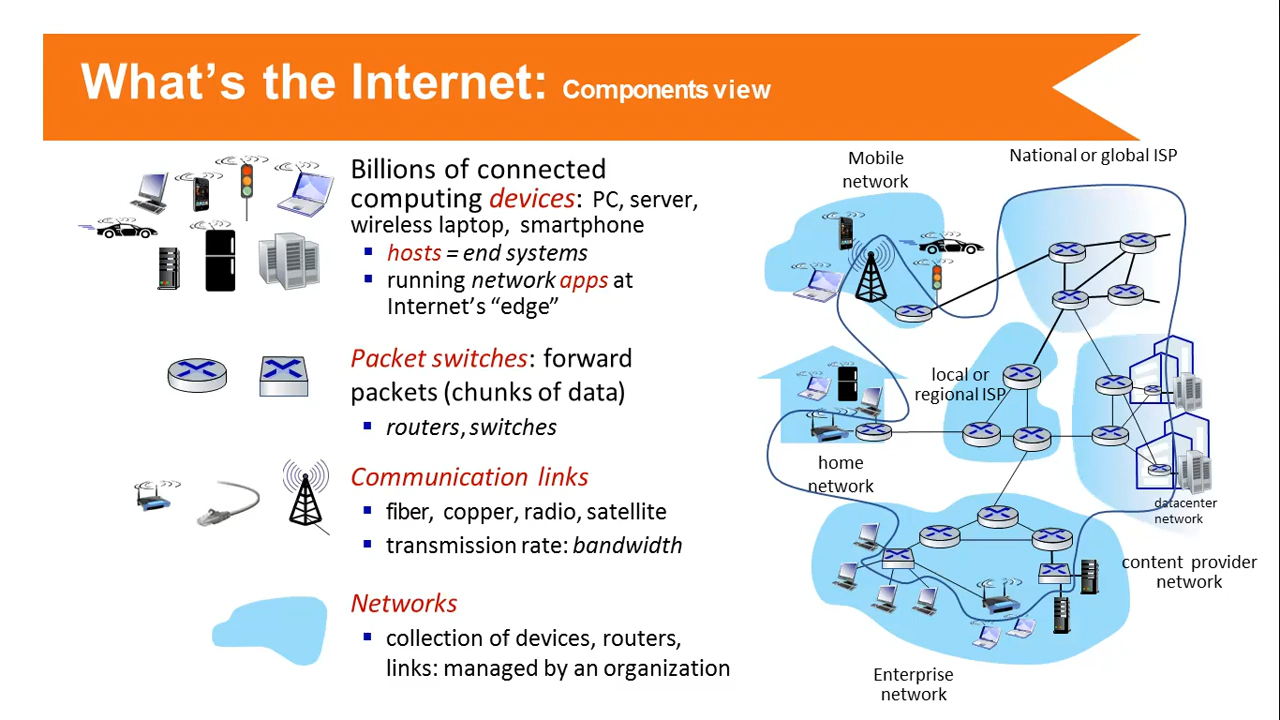 What's the Internet: Components view
Billions of connected
computing devices: PC, server,
wireless laptop, smartphone
▪ hosts = end systems
▪ running network apps at
Internet's “edge”
Packet switches: forward
packets (chunks of data)
▪ routers, switches
Communication links
▪ fiber, copper, radio, satellite
▪ transmission rate: bandwidth
Networks
▪ collection of devices, routers,
links: managed by an organization
Mobile
network
National or global ISP
local or
regional ISP
home
network
datacenter
network
content provider
network
Enterprise
network